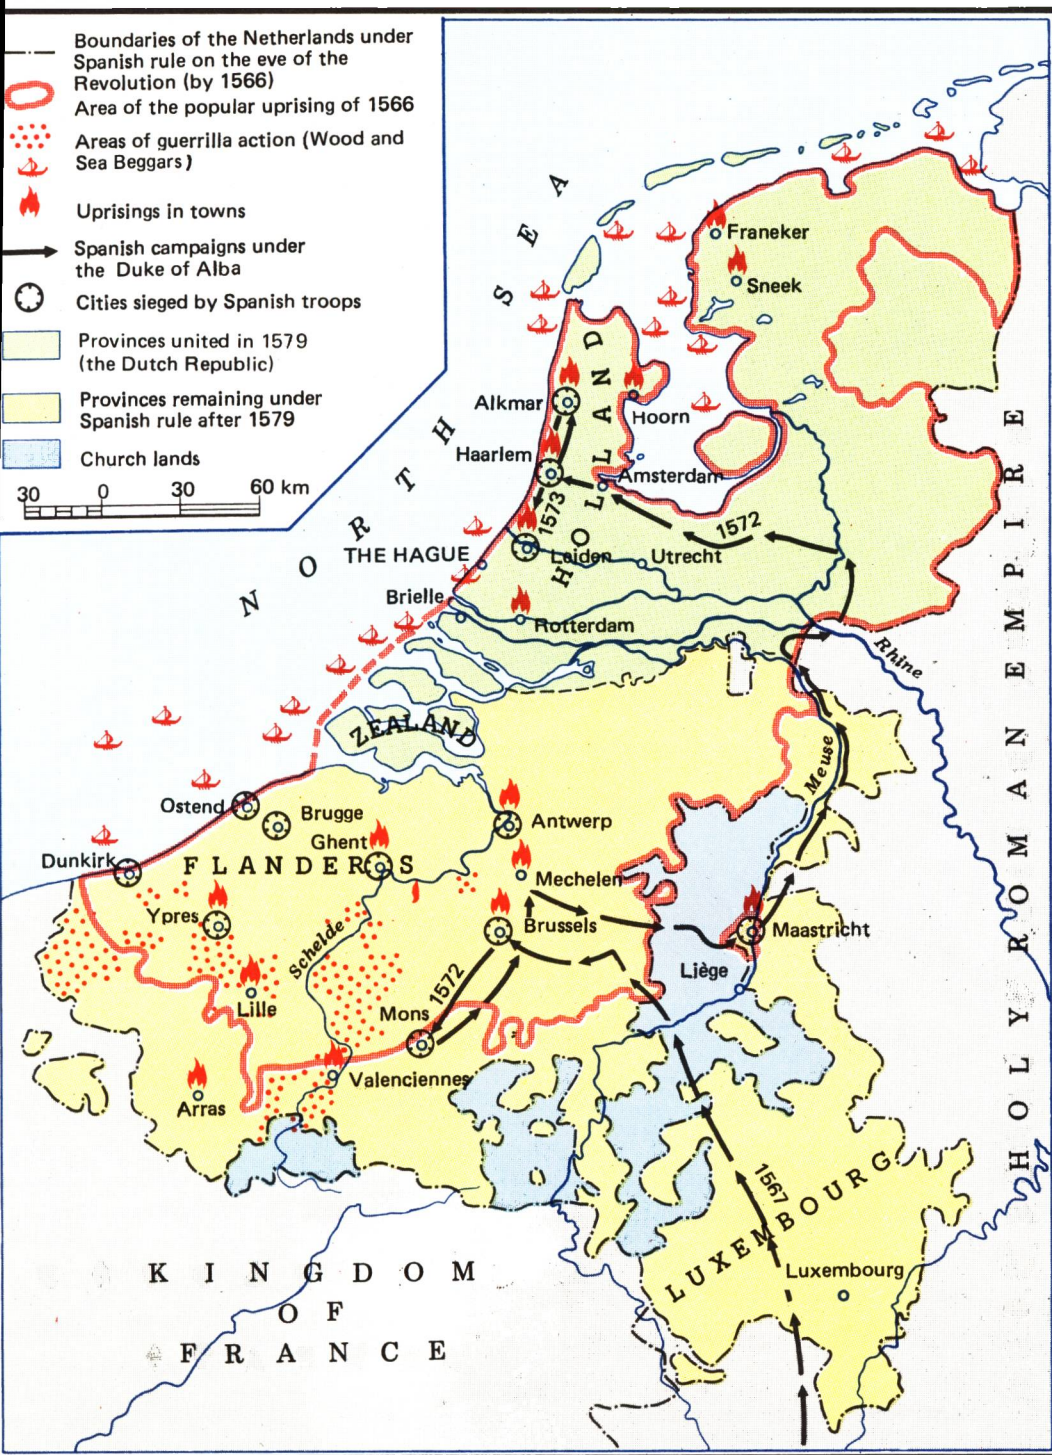 Boundaries of the Netherlands under
Spanish rule on the eve of the
Revolution (by 1566)
Area of the popular uprising of 1566
Areas of guerrilla action (Wood and
Sea Beggars)
Uprisings in towns
Spanish campaigns under
the Duke of Alba
Cities sieged by Spanish troops
Provinces united in 1579
(the Dutch Republic)
Provinces remaining under
Spanish rule after 1579
Church lands
30 0 30 60 km
NORTH SEA
Franeker
Sneek
HOLLAND
Alkmar
Hoorn
Haarlem
Amsterdam
1573
1572
THE HAGUE
Leiden
Utrecht
Brielle
Rotterdam
Rhine
ZEALAND
Meuse
Ostend
Brugge
Ghent
Antwerp
Dunkirk
FLANDERS
Mechelen
Ypres
Brussels
Maastricht
Schelde
Liège
Lille
1572
Mons
Valenciennes
Arras
1567
LUXEMBOURG
Luxembourg
KINGDOM
OF
FRANCE
HOLY ROMAN EMPIRE